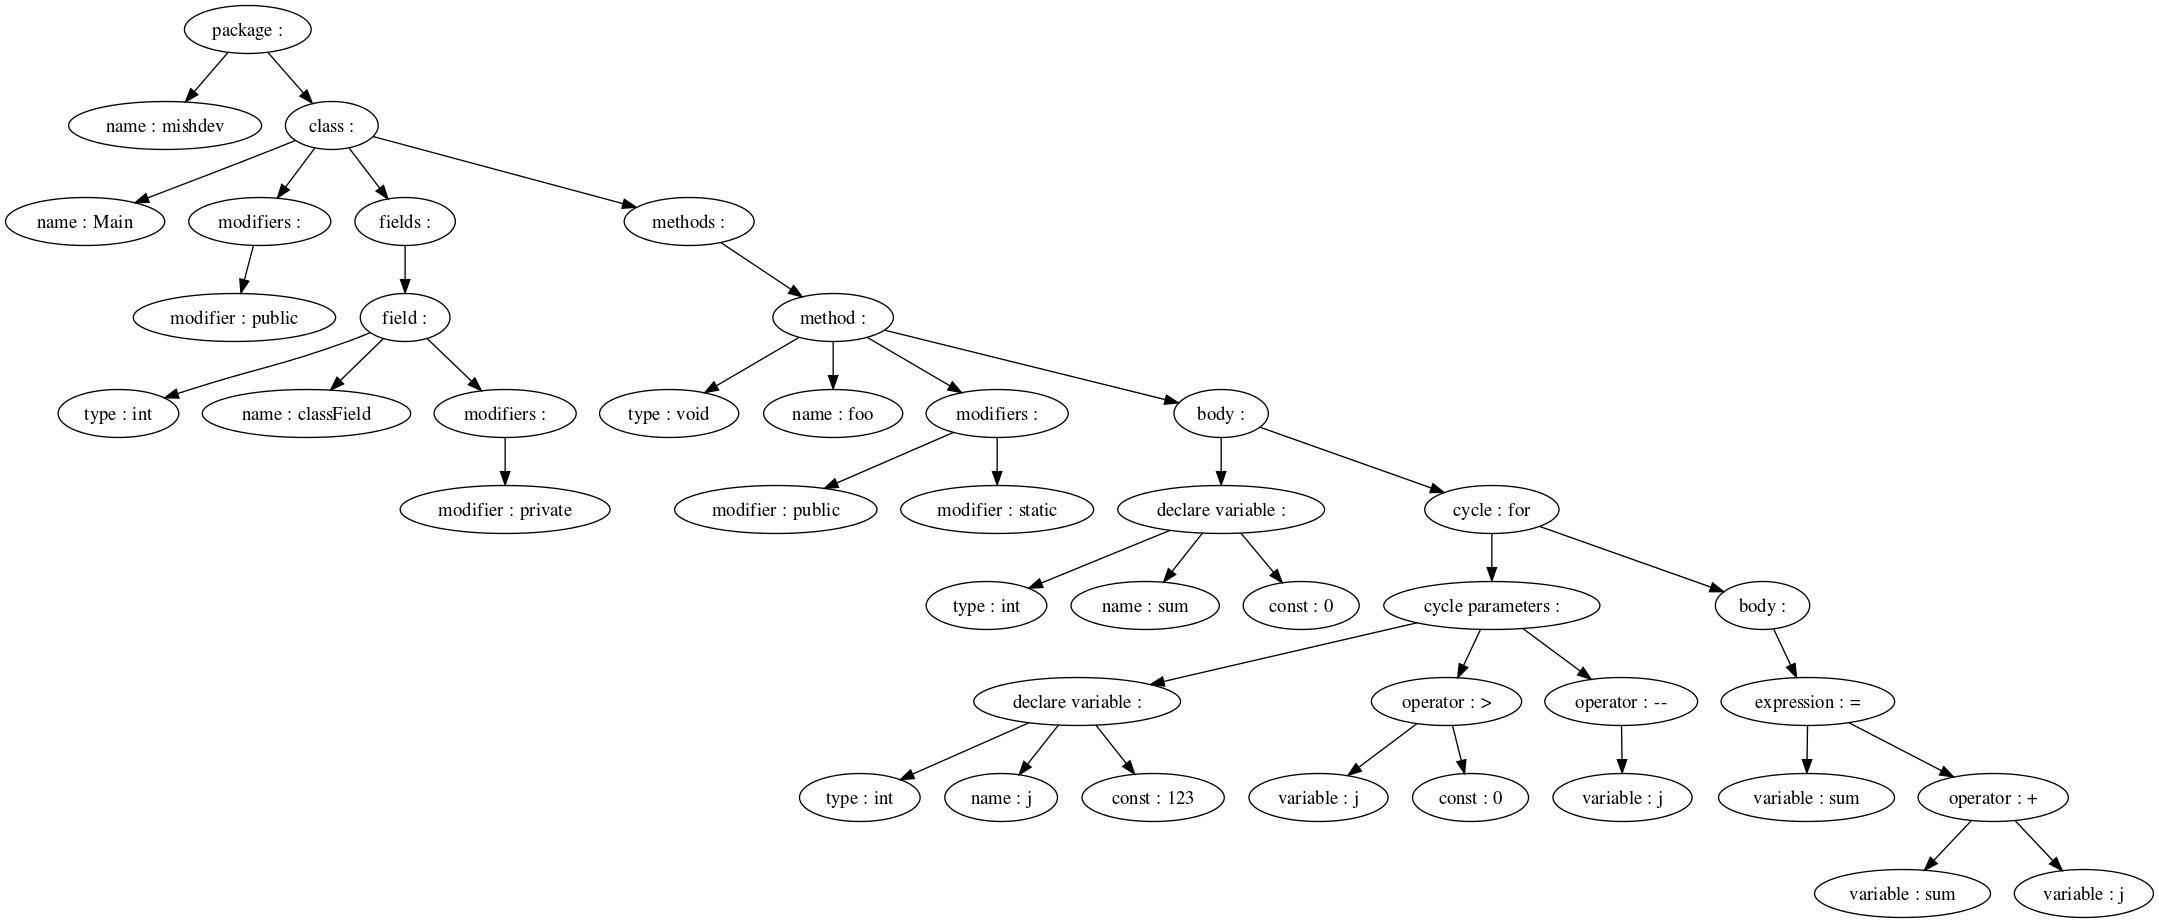 package :
name : mishdev
class :
name : Main
modifiers :
fields :
methods :
modifier : public
field :
method :
type : int
name : classField
modifiers :
type : void
name : foo
modifiers :
body :
modifier : private
modifier : public
modifier : static
declare variable :
cycle : for
type : int
name : sum
const : 0
cycle parameters :
body :
declare variable :
operator : >
operator : --
expression : =
type : int
name : j
const : 123
variable : j
const : 0
variable : j
variable : sum
operator : +
variable : sum
variable : j